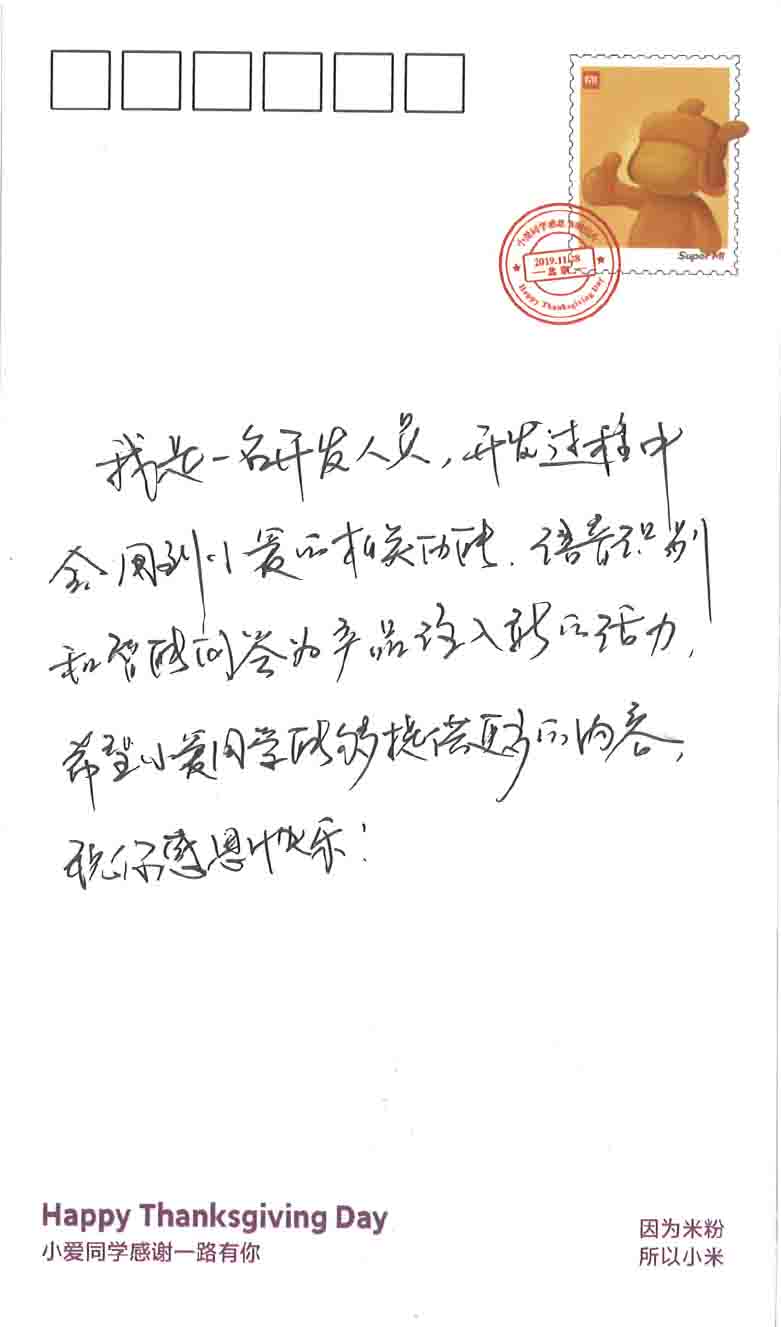 MI
Super MI
小爱同学感恩节明信片
2019.11.28
北京
Happy Thanksgiving Day
我是一名开发人员，开发过程中
会用到小爱的相关功能．语音识别
和智能问答为产品注入新的活力，
希望小爱同学能够提供更多的内容，
祝你感恩节快乐！
Happy Thanksgiving Day
小爱同学感谢一路有你
因为米粉
所以小米